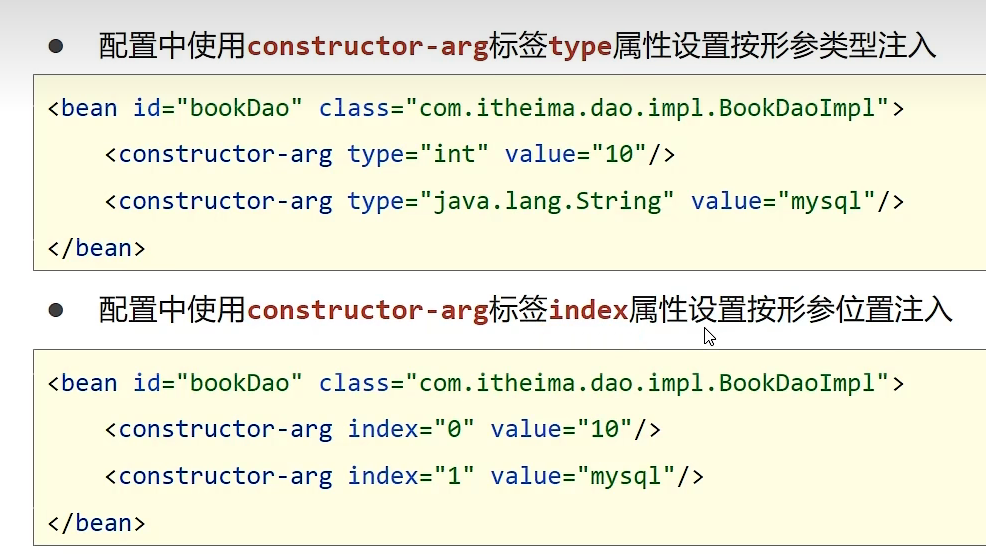 ● 配置中使用constructor-arg标签type属性设置按形参类型注入
<bean id="bookDao" class="com.itheima.dao.impl.BookDaoImpl">
    <constructor-arg type="int" value="10"/>
    <constructor-arg type="java.lang.String" value="mysql"/>
</bean>
● 配置中使用constructor-arg标签index属性设置按形参位置注入
<bean id="bookDao" class="com.itheima.dao.impl.BookDaoImpl">
    <constructor-arg index="0" value="10"/>
    <constructor-arg index="1" value="mysql"/>
</bean>